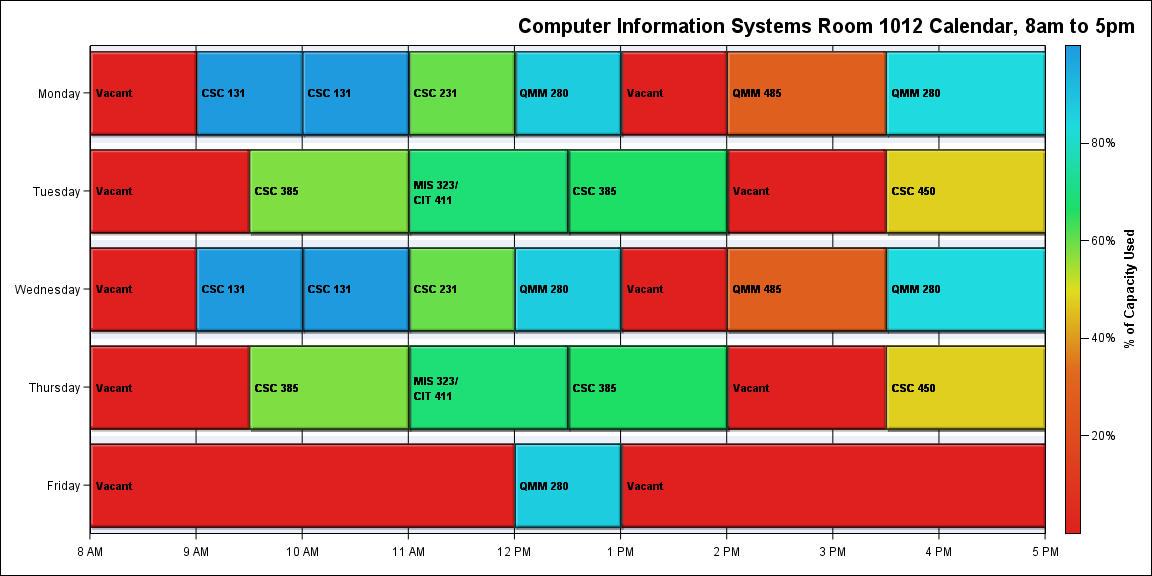 Computer Information Systems Room 1012 Calendar, 8am to 5pm
Monday
Vacant
CSC 131
CSC 131
CSC 231
QMM 280
Vacant
QMM 485
QMM 280
Tuesday
Vacant
CSC 385
MIS 323/
CIT 411
CSC 385
Vacant
CSC 450
Wednesday
Vacant
CSC 131
CSC 131
CSC 231
QMM 280
Vacant
QMM 485
QMM 280
Thursday
Vacant
CSC 385
MIS 323/
CIT 411
CSC 385
Vacant
CSC 450
Friday
Vacant
QMM 280
Vacant
8 AM
9 AM
10 AM
11 AM
12 PM
1 PM
2 PM
3 PM
4 PM
5 PM
80%
60%
40%
20%
% of Capacity Used